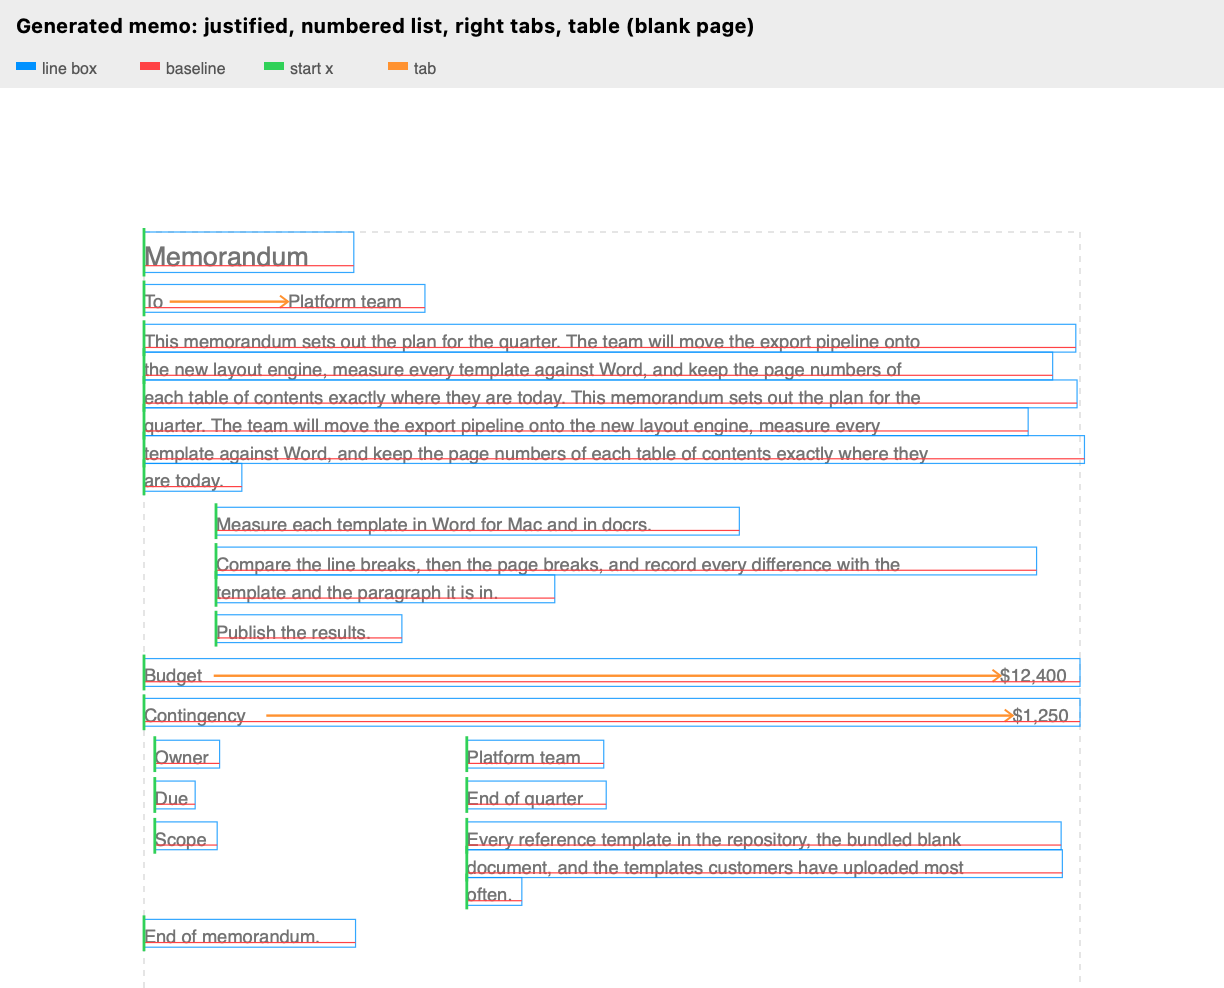 Generated memo: justified, numbered list, right tabs, table (blank page)
line box baseline start x tab
Memorandum
To Platform team
This memorandum sets out the plan for the quarter. The team will move the export pipeline onto
the new layout engine, measure every template against Word, and keep the page numbers of
each table of contents exactly where they are today. This memorandum sets out the plan for the
quarter. The team will move the export pipeline onto the new layout engine, measure every
template against Word, and keep the page numbers of each table of contents exactly where they
are today.
Measure each template in Word for Mac and in docrs.
Compare the line breaks, then the page breaks, and record every difference with the
template and the paragraph it is in.
Publish the results.
Budget $12,400
Contingency $1,250
Owner Platform team
Due End of quarter
Scope Every reference template in the repository, the bundled blank
document, and the templates customers have uploaded most
often.
End of memorandum.